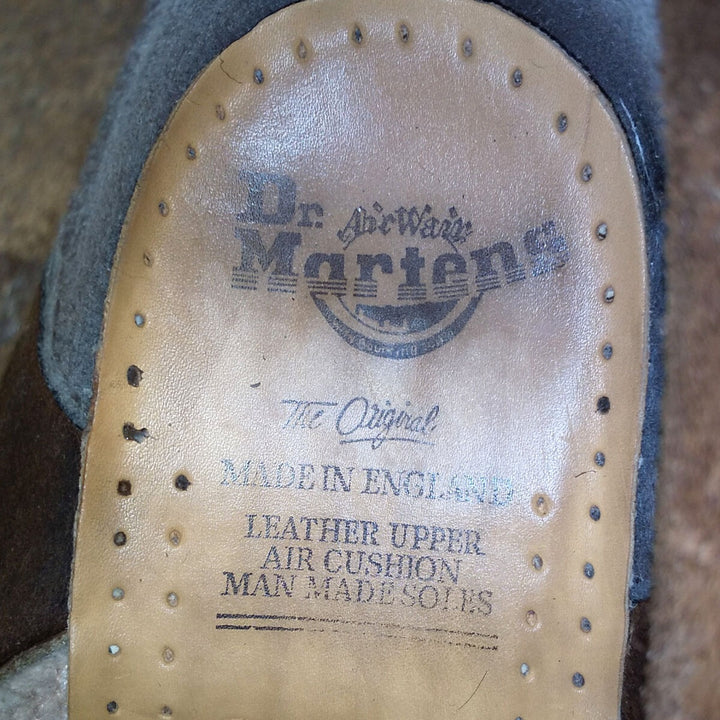 Dr.
AirWair
Martens
The Original
MADE IN ENGLAND
LEATHER UPPER
AIR CUSHION
MAN MADE SOLES